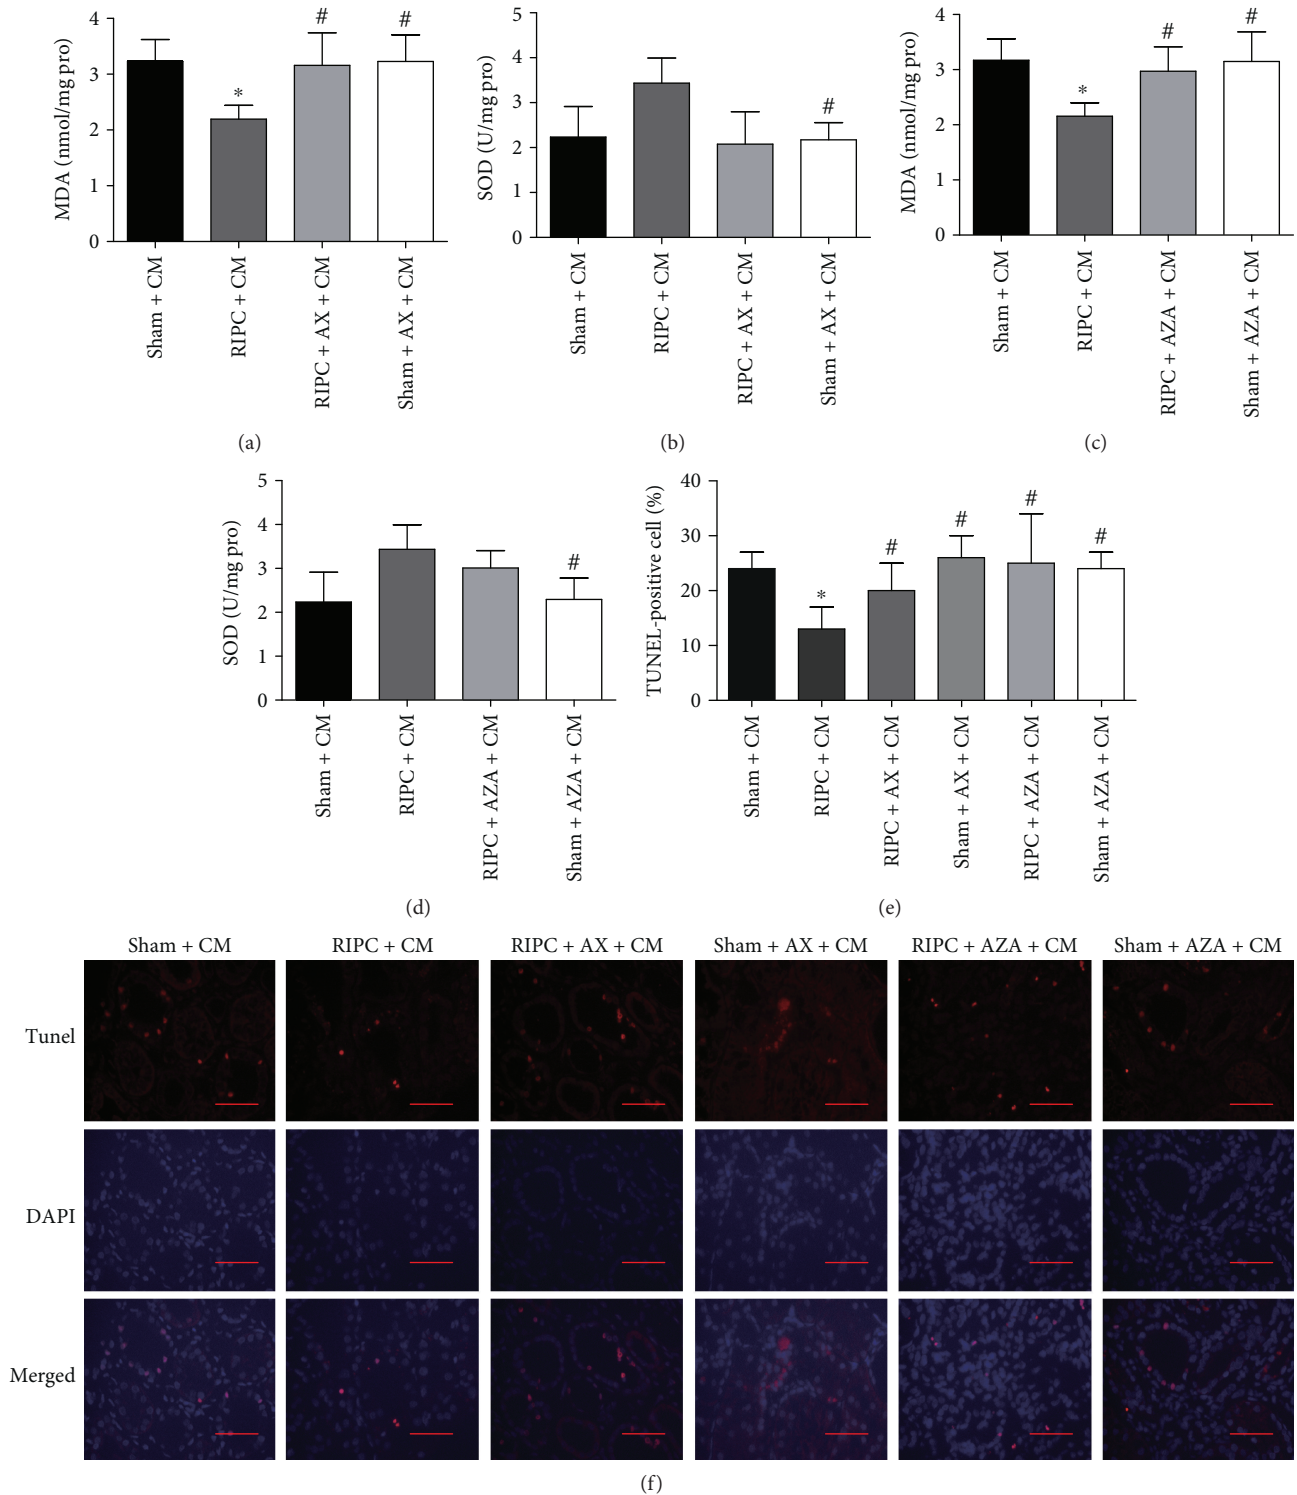 MDA (nmol/mg pro)
4
3
2
1
0
*
#
#
Sham + CM
RIPC + CM
RIPC + AX + CM
Sham + AX + CM
(a)
SOD (U/mg pro)
5
4
3
2
1
0
#
Sham + CM
RIPC + CM
RIPC + AX + CM
Sham + AX + CM
(b)
MDA (nmol/mg pro)
4
3
2
1
0
*
#
#
Sham + CM
RIPC + CM
RIPC + AZA + CM
Sham + AZA + CM
(c)
SOD (U/mg pro)
5
4
3
2
1
0
#
Sham + CM
RIPC + CM
RIPC + AZA + CM
Sham + AZA + CM
(d)
TUNEL-positive cell (%)
40
30
20
10
0
*
#
#
#
#
Sham + CM
RIPC + CM
RIPC + AX + CM
Sham + AX + CM
RIPC + AZA + CM
Sham + AZA + CM
(e)
Sham + CM
RIPC + CM
RIPC + AX + CM
Sham + AX + CM
RIPC + AZA + CM
Sham + AZA + CM
Tunel
DAPI
Merged
(f)